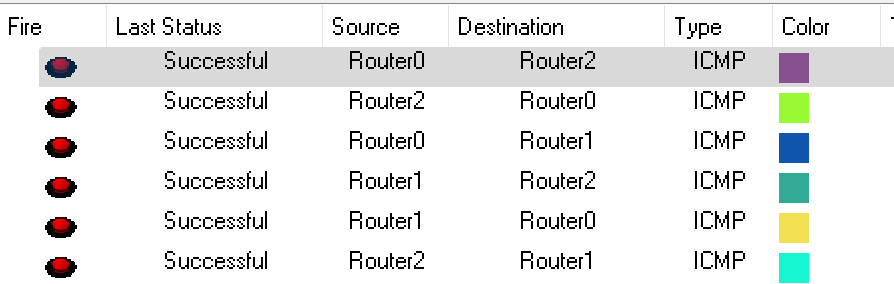 Fire Last Status Source Destination Type Color
Successful Router0 Router2 ICMP
Successful Router2 Router0 ICMP
Successful Router0 Router1 ICMP
Successful Router1 Router2 ICMP
Successful Router1 Router0 ICMP
Successful Router2 Router1 ICMP